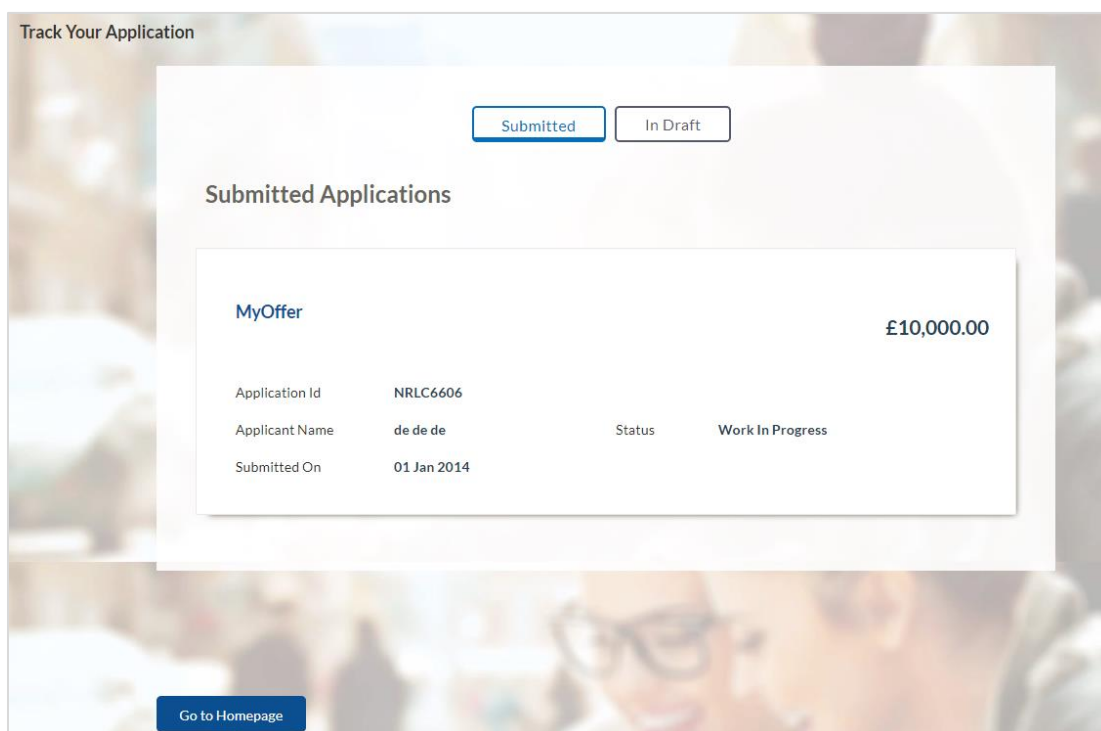 Track Your Application
Submitted In Draft
Submitted Applications
MyOffer
£10,000.00
Application Id NRLC6606
Applicant Name de de de Status Work In Progress
Submitted On 01 Jan 2014
Go to Homepage